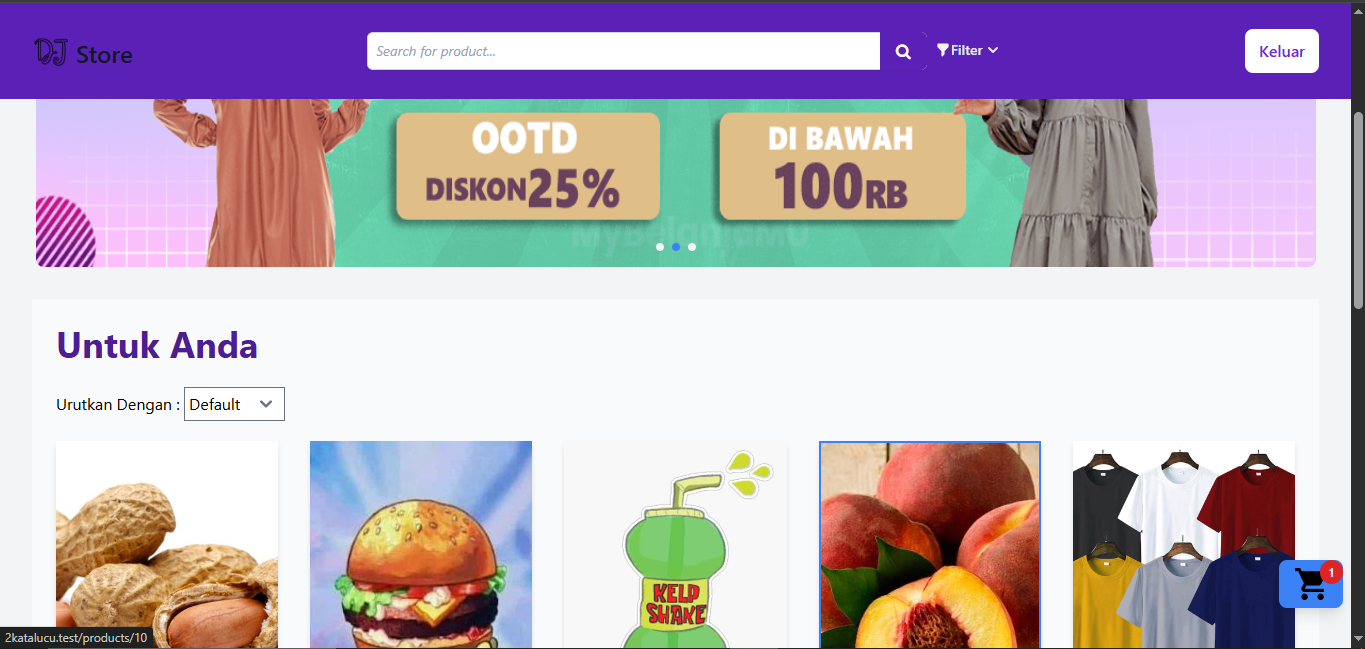 DJ Store
Search for product...
Filter
Keluar
OOTD
DISKON 25%
DI BAWAH
100RB
MyBelanjaMU
Untuk Anda
Urutkan Dengan : Default
KELP
SHAKE
1
2katalucu.test/products/10